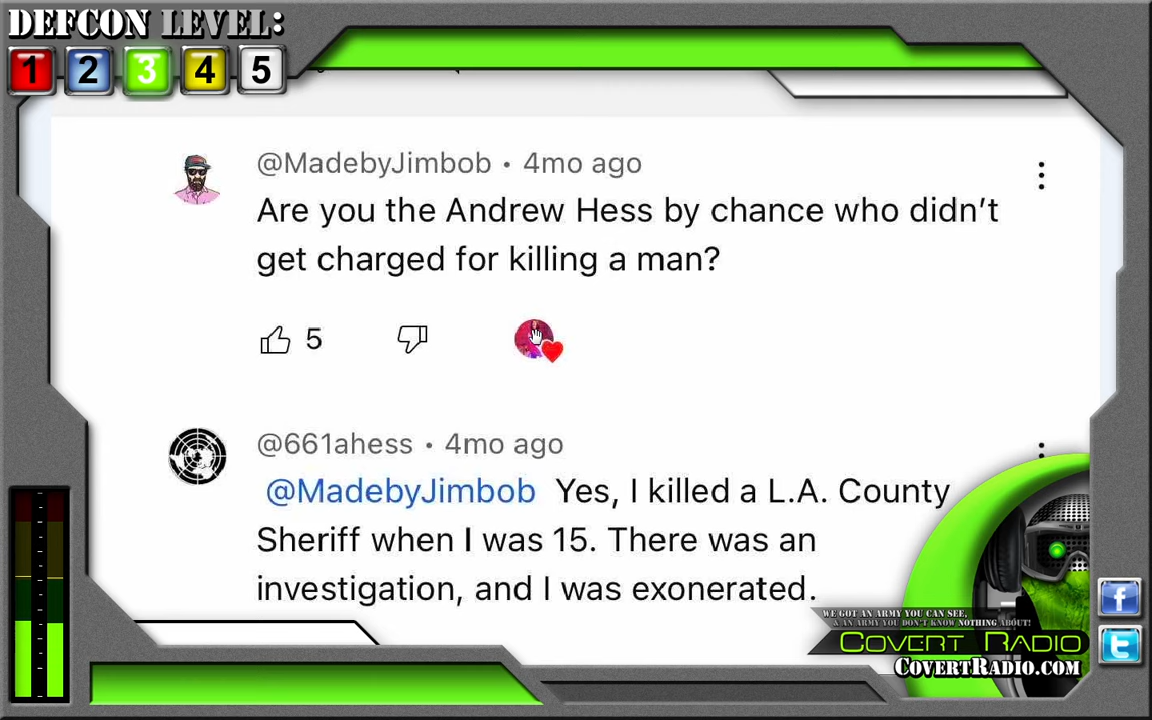 DEFCON LEVEL:
1 2 3 4 5
@MadebyJimbob • 4mo ago
Are you the Andrew Hess by chance who didn't
get charged for killing a man?
5
@661ahess • 4mo ago
@MadebyJimbob Yes, I killed a L.A. County
Sheriff when I was 15. There was an
investigation, and I was exonerated.
WE GOT AN ARMY YOU CAN SEE,
& AN ARMY YOU DON'T KNOW NOTHING ABOUT!
COVERT RADIO
COVERTRADIO.COM